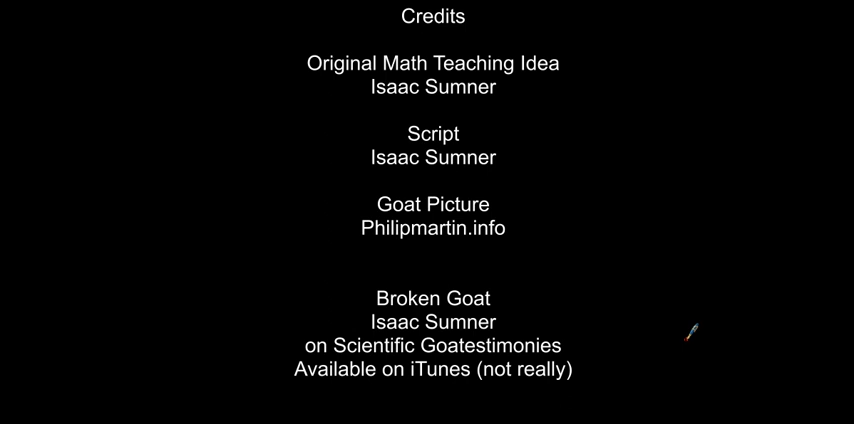 Credits
Original Math Teaching Idea
Isaac Sumner
Script
Isaac Sumner
Goat Picture
Philipmartin.info
Broken Goat
Isaac Sumner
on Scientific Goatestimonies
Available on iTunes (not really)